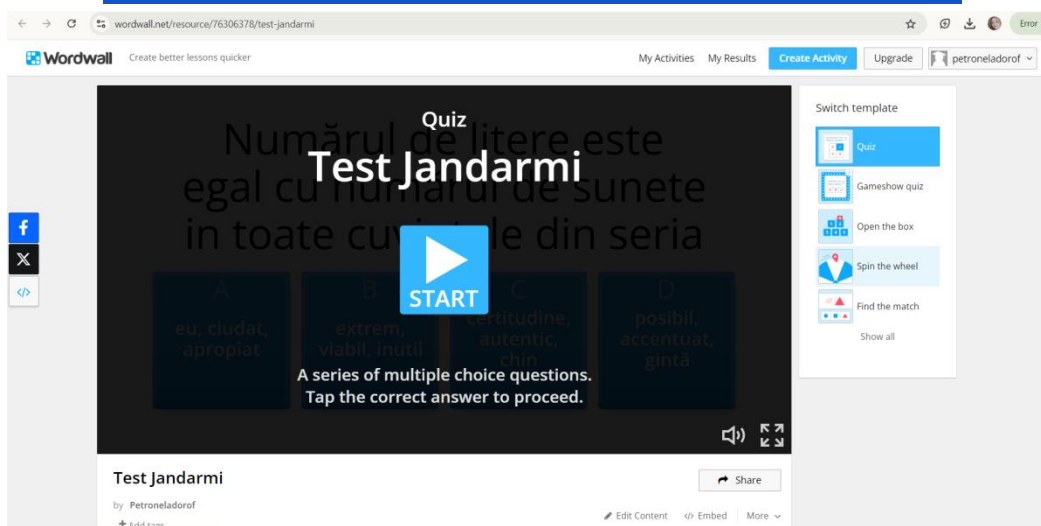 wordwall.net/resource/76306378/test-jandarmi
Error
Wordwall
Create better lessons quicker
My Activities
My Results
Create Activity
Upgrade
petroneladorof
Numărul de litere este
egal cu numărul de sunete
in toate cuvintele din seria
Quiz
Test Jandarmi
START
A
eu, ciudat,
apropiat
B
extrem,
viabil, inutil
C
certitudine,
autentic,
chin
D
posibil,
accentuat,
gintă
A series of multiple choice questions.
Tap the correct answer to proceed.
Switch template
Quiz
Gameshow quiz
Open the box
Spin the wheel
Find the match
Show all
Test Jandarmi
Share
by Petroneladorof
Add tags
Edit Content
Embed
More